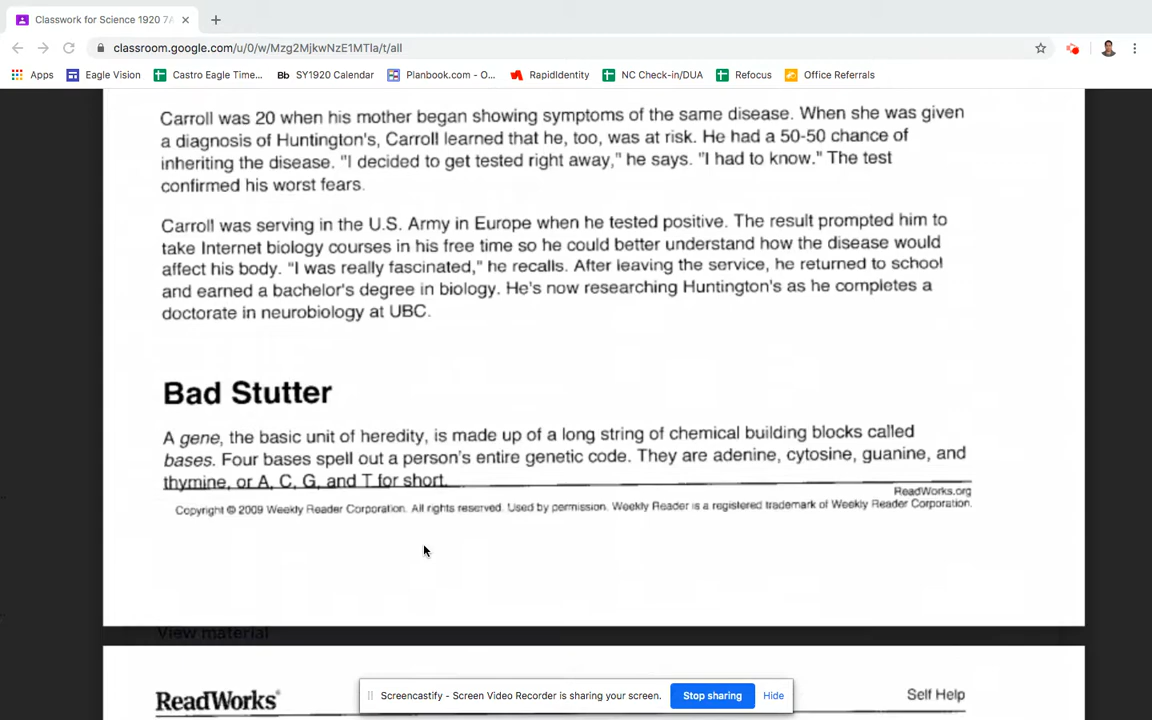 Classwork for Science 1920 7A
classroom.google.com/u/0/w/Mzg2MjkwNzE1MTIa/t/all
Apps Eagle Vision Castro Eagle Time... Bb SY1920 Calendar Planbook.com - O... RapidIdentity NC Check-in/DUA Refocus Office Referrals
Carroll was 20 when his mother began showing symptoms of the same disease. When she was given
a diagnosis of Huntington's, Carroll learned that he, too, was at risk. He had a 50-50 chance of
inheriting the disease. "I decided to get tested right away," he says. "I had to know." The test
confirmed his worst fears.
Carroll was serving in the U.S. Army in Europe when he tested positive. The result prompted him to
take Internet biology courses in his free time so he could better understand how the disease would
affect his body. "I was really fascinated," he recalls. After leaving the service, he returned to school
and earned a bachelor's degree in biology. He's now researching Huntington's as he completes a
doctorate in neurobiology at UBC.
Bad Stutter
A gene, the basic unit of heredity, is made up of a long string of chemical building blocks called
bases. Four bases spell out a person's entire genetic code. They are adenine, cytosine, guanine, and
thymine, or A, C, G, and T for short.
ReadWorks.org
Copyright © 2009 Weekly Reader Corporation. All rights reserved. Used by permission. Weekly Reader is a registered trademark of Weekly Reader Corporation.
View material
ReadWorks® Self Help
Screencastify - Screen Video Recorder is sharing your screen. Stop sharing Hide